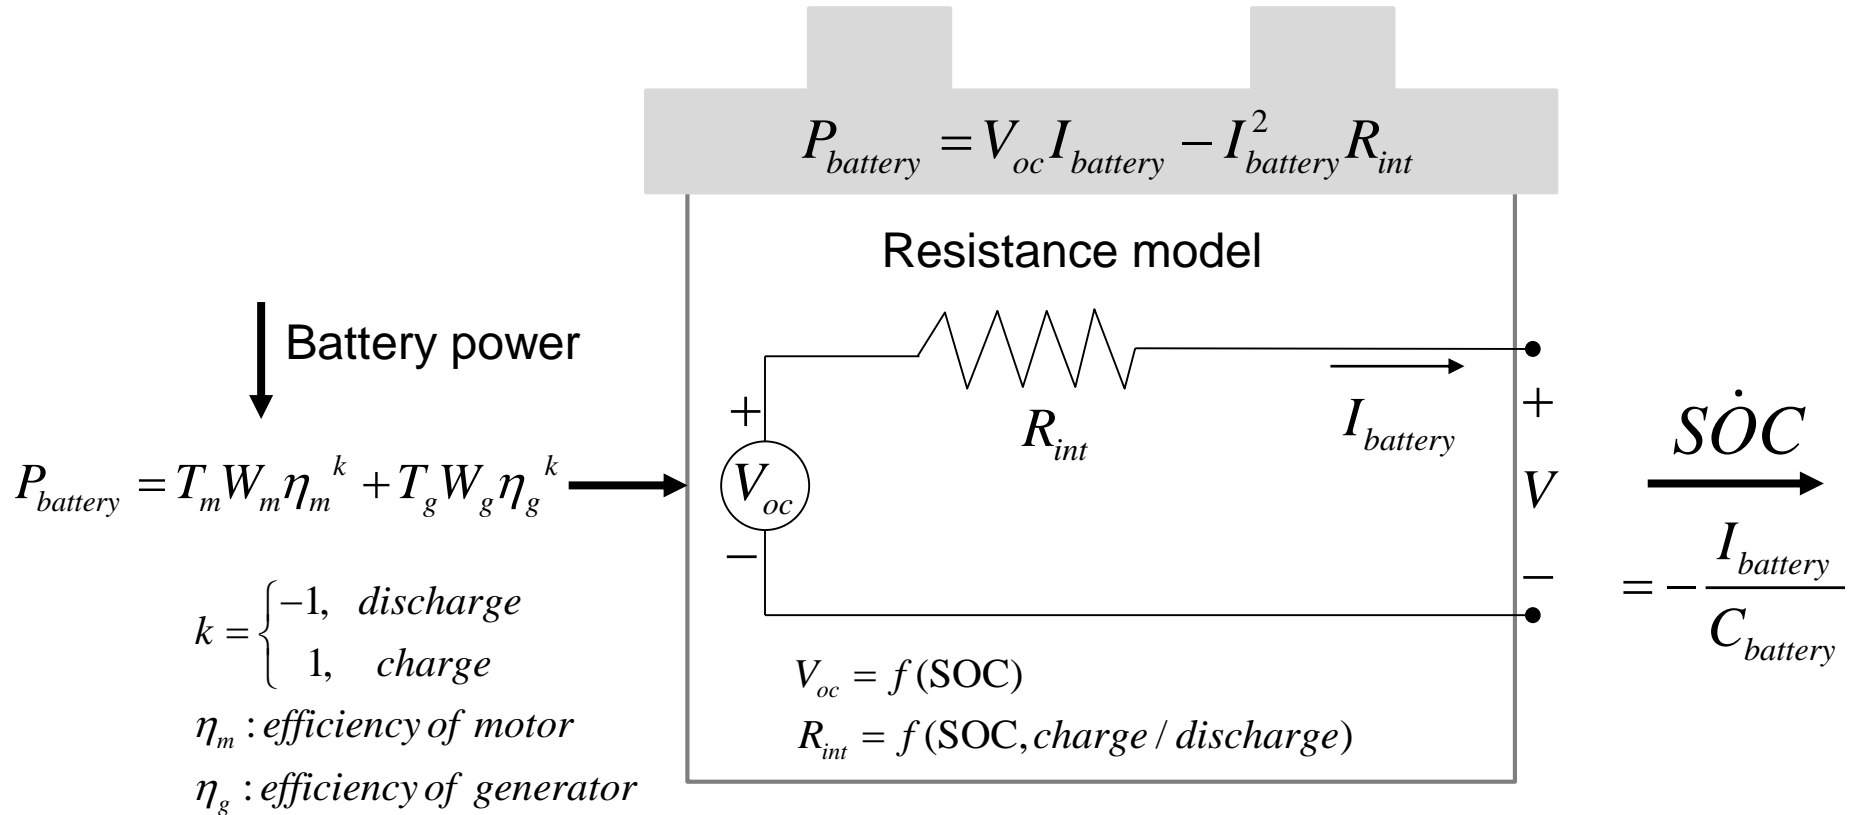 P_battery = V_oc I_battery − I²_battery R_int
Resistance model
Battery power
P_battery = T_m W_m η_m^k + T_g W_g η_g^k
k = { −1, discharge
1, charge
η_m : efficiency of motor
η_g : efficiency of generator
+
V_oc
−
R_int
I_battery
+
V
−
V_oc = f(SOC)
R_int = f(SOC, charge / discharge)
SȮC
= − I_battery / C_battery